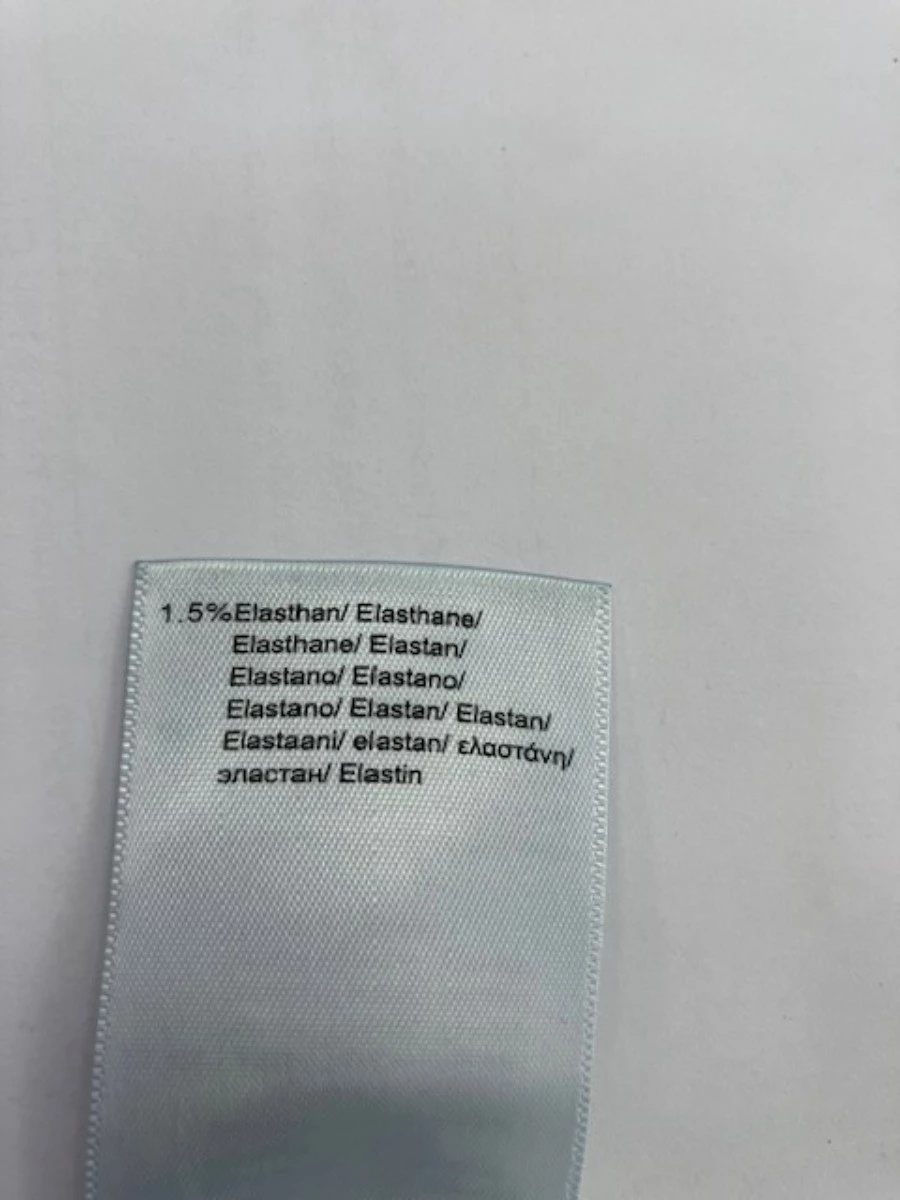 1.5%Elasthan/ Elasthane/
Elasthane/ Elastan/
Elastano/ Elastano/
Elastano/ Elastan/ Elastan/
Elastaani/ elastan/ ελαστάνη/
эластан/ Elastin